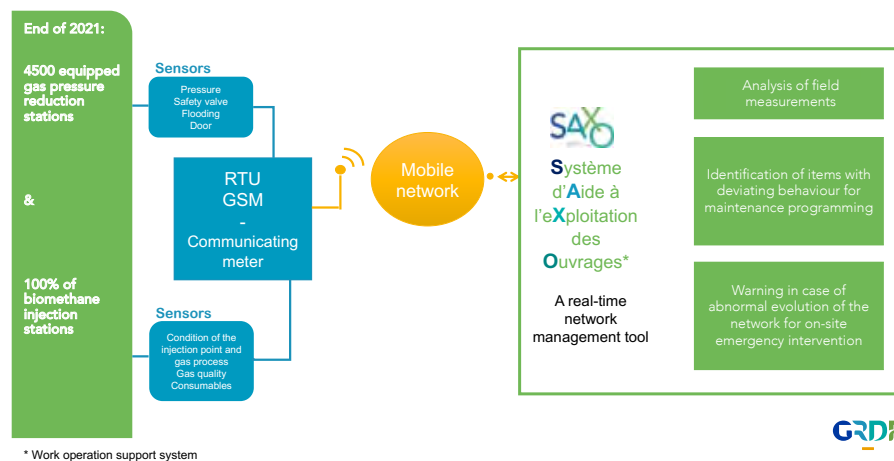 End of 2021:
4500 equipped
gas pressure
reduction
stations
&
100% of
biomethane
injection
stations
Sensors
Pressure
Safety valve
Flooding
Door
RTU
GSM
-
Communicating
meter
Sensors
Condition of the
injection point and
gas process
Gas quality
Consumables
Mobile
network
SAXO
Système
d'Aide à
l'eXploitation
des
Ouvrages*
A real-time
network
management tool
Analysis of field
measurements
Identification of items with
deviating behaviour for
maintenance programming
Warning in case of
abnormal evolution of the
network for on-site
emergency intervention
* Work operation support system